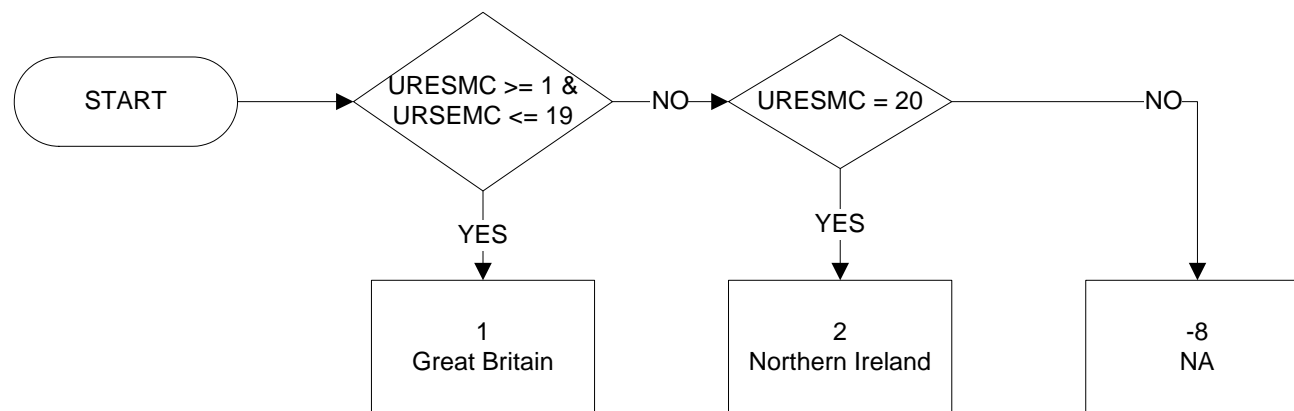 START
URESMC >= 1 &
URSEMC <= 19
NO
URESMC = 20
NO
YES
YES
1
Great Britain
2
Northern Ireland
-8
NA